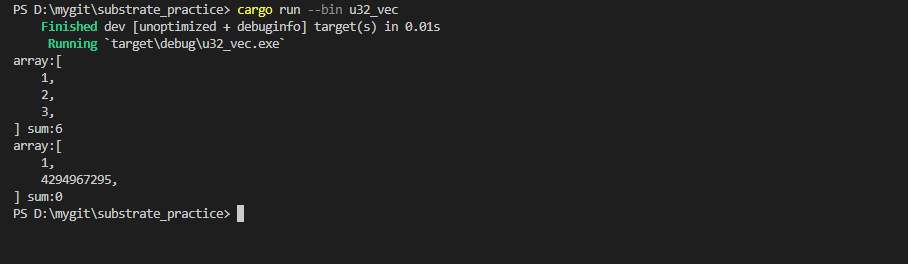 PS D:\mygit\substrate_practice> cargo run --bin u32_vec
    Finished dev [unoptimized + debuginfo] target(s) in 0.01s
     Running `target\debug\u32_vec.exe`
array:[
    1,
    2,
    3,
] sum:6
array:[
    1,
    4294967295,
] sum:0
PS D:\mygit\substrate_practice>